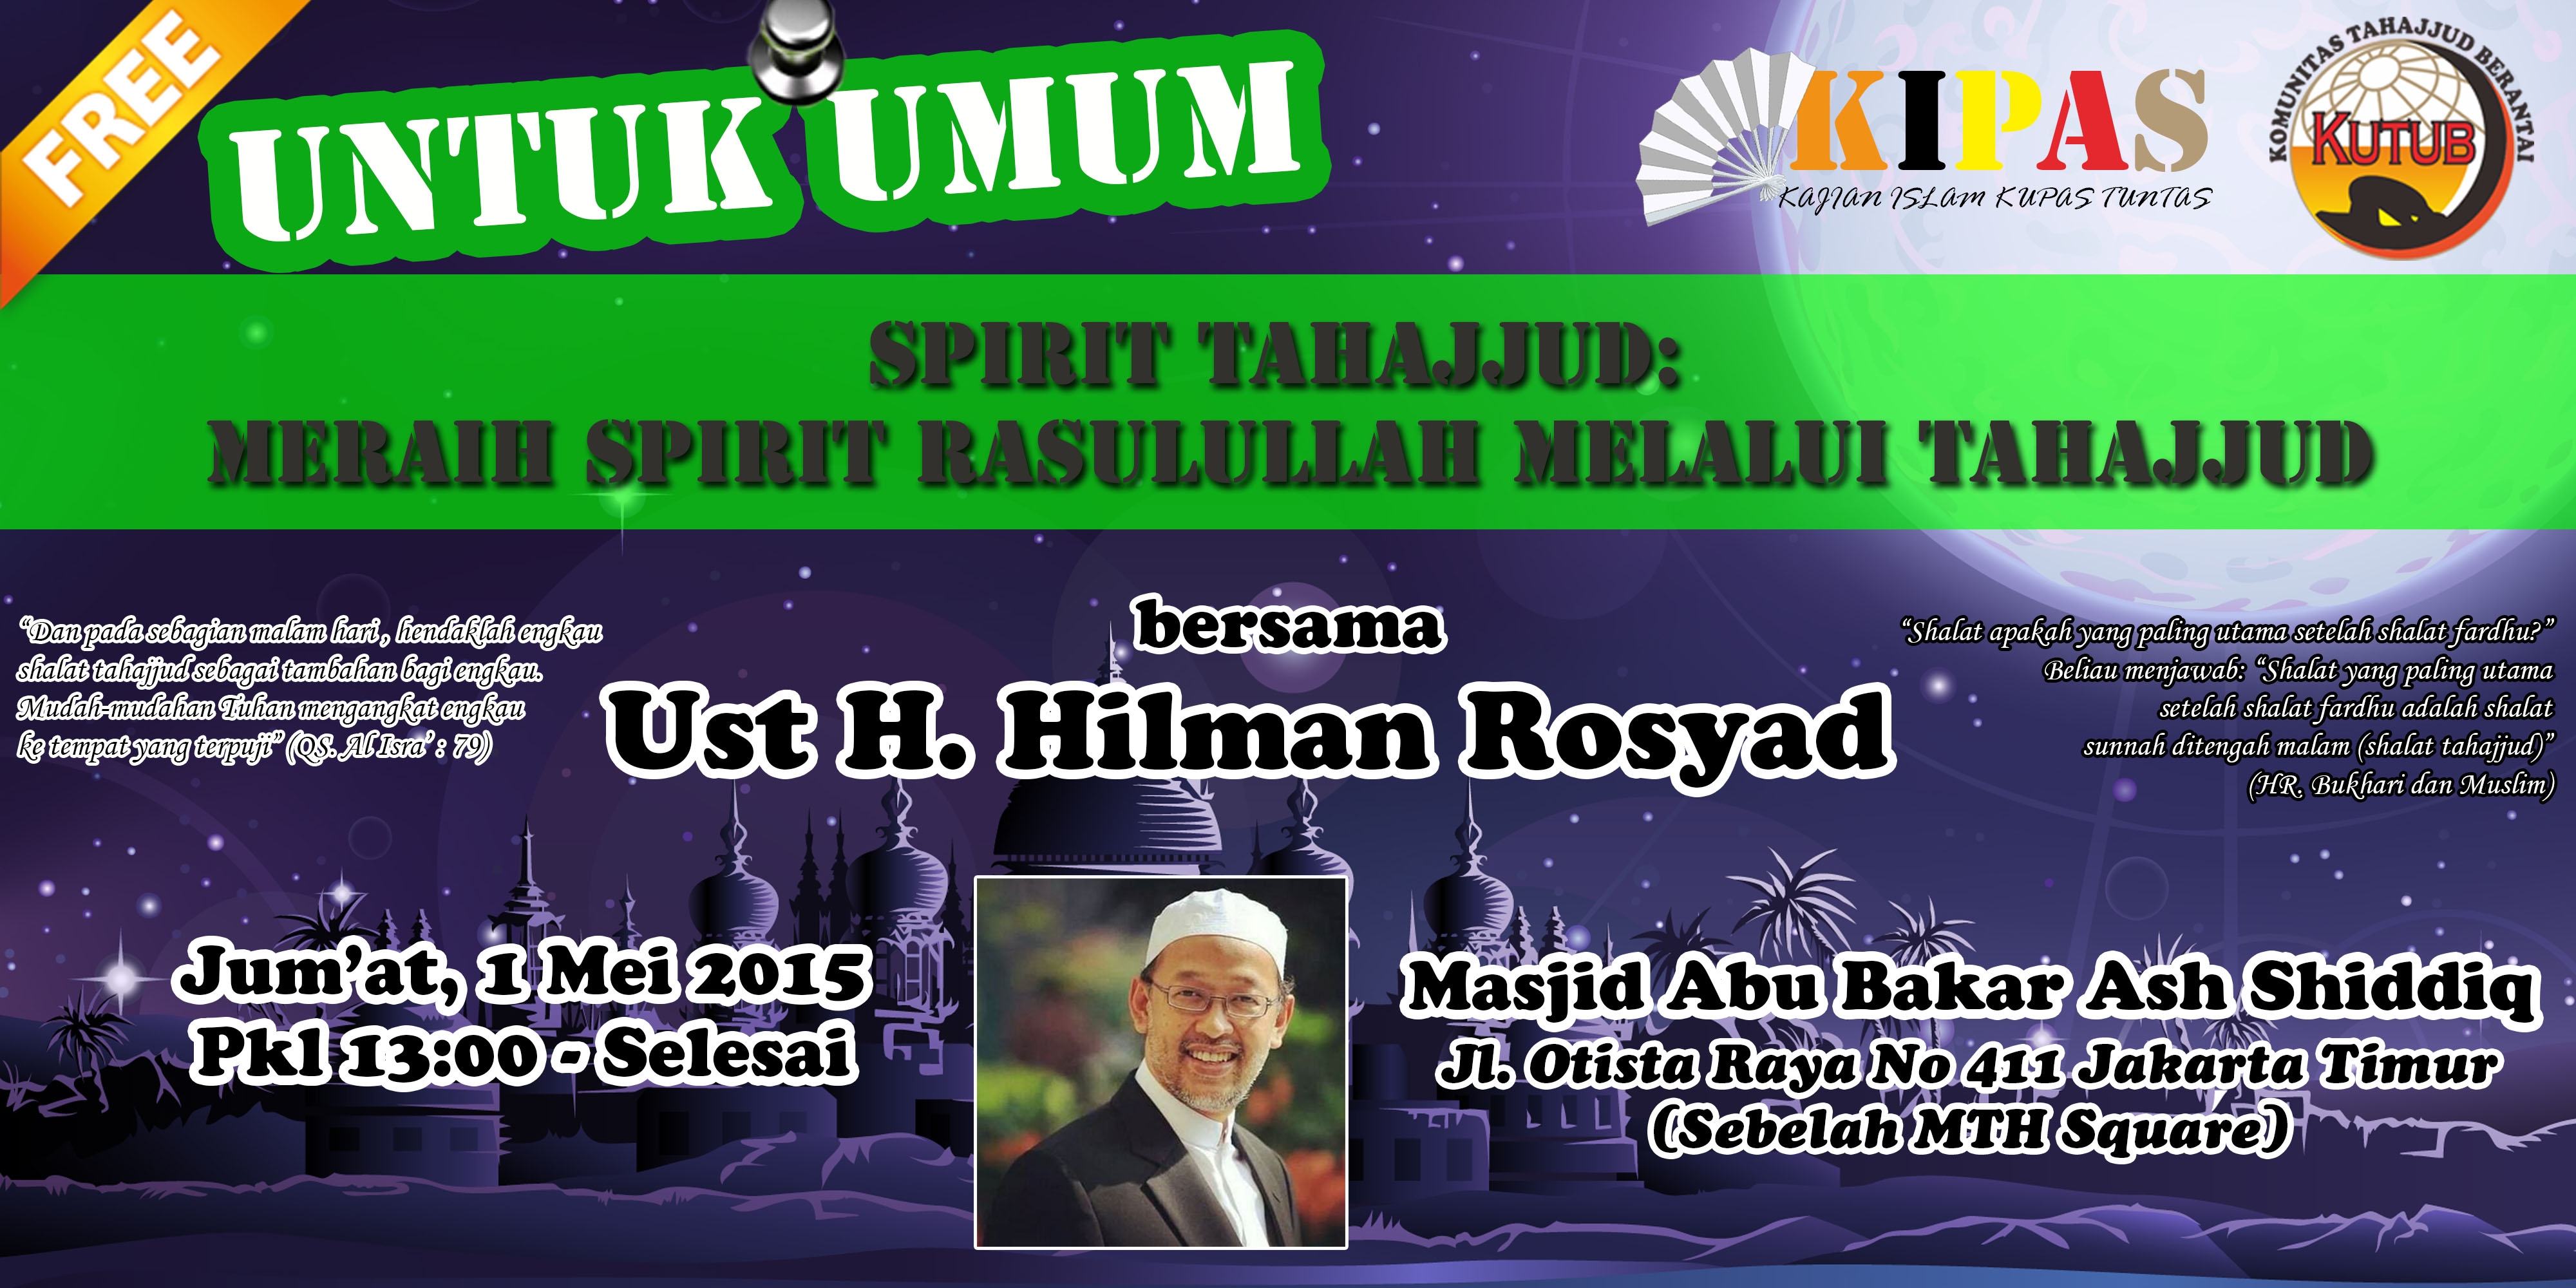 FREE
UNTUK UMUM
KIPAS
KAJIAN ISLAM KUPAS TUNTAS
KOMUNITAS TAHAJJUD BERANTAI
KUTUB
SPIRIT TAHAJJUD:
MERAIH SPIRIT RASULULLAH MELALUI TAHAJJUD
“Dan pada sebagian malam hari , hendaklah engkau
shalat tahajjud sebagai tambahan bagi engkau.
Mudah-mudahan Tuhan mengangkat engkau
ke tempat yang terpuji” (QS. Al Isra’ : 79)
bersama
Ust H. Hilman Rosyad
“Shalat apakah yang paling utama setelah shalat fardhu?”
Beliau menjawab: “Shalat yang paling utama
setelah shalat fardhu adalah shalat
sunnah ditengah malam (shalat tahajjud)”
(HR. Bukhari dan Muslim)
Jum’at, 1 Mei 2015
Pkl 13:00 - Selesai
Masjid Abu Bakar Ash Shiddiq
Jl. Otista Raya No 411 Jakarta Timur
(Sebelah MTH Square)